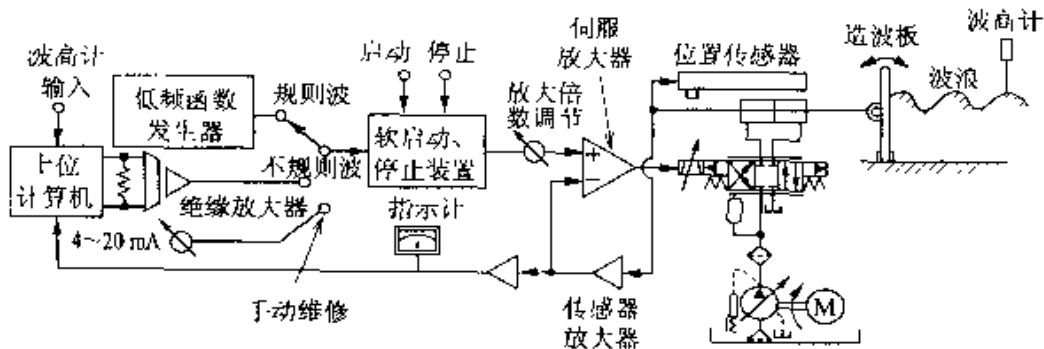 波高计
输入
低频函数
发生器
规则波
启动
停止
软启动、
停止装置
放大倍
数调节
伺服
放大器
位置传感器
造波板
波高计
波浪
上位
计算机
不规则波
绝缘放大器
指示计
4~20 mA
手动维修
传感器
放大器
+
−
M